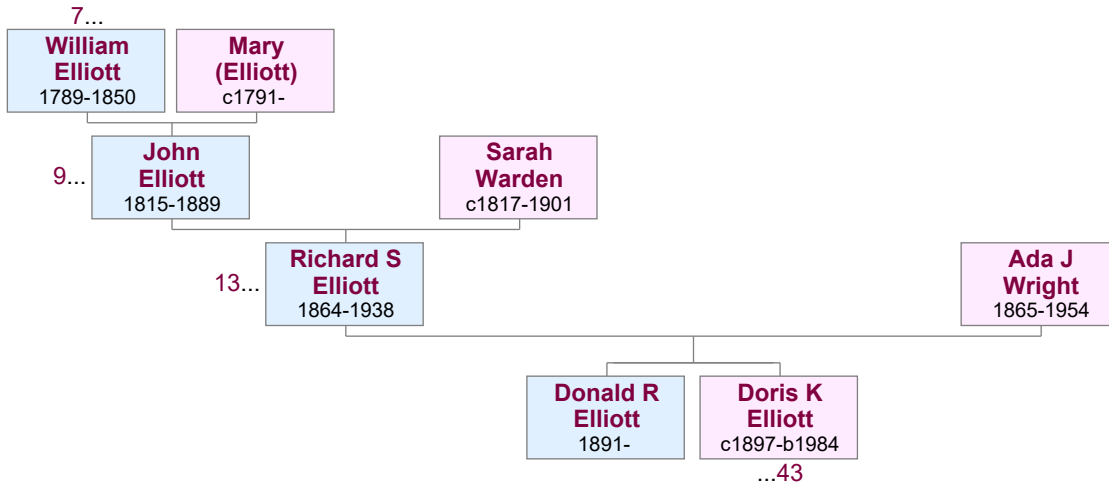 7...
William
Elliott
1789-1850
Mary
(Elliott)
c1791-
9...
John
Elliott
1815-1889
Sarah
Warden
c1817-1901
13...
Richard S
Elliott
1864-1938
Ada J
Wright
1865-1954
Donald R
Elliott
1891-
Doris K
Elliott
c1897-b1984
...43